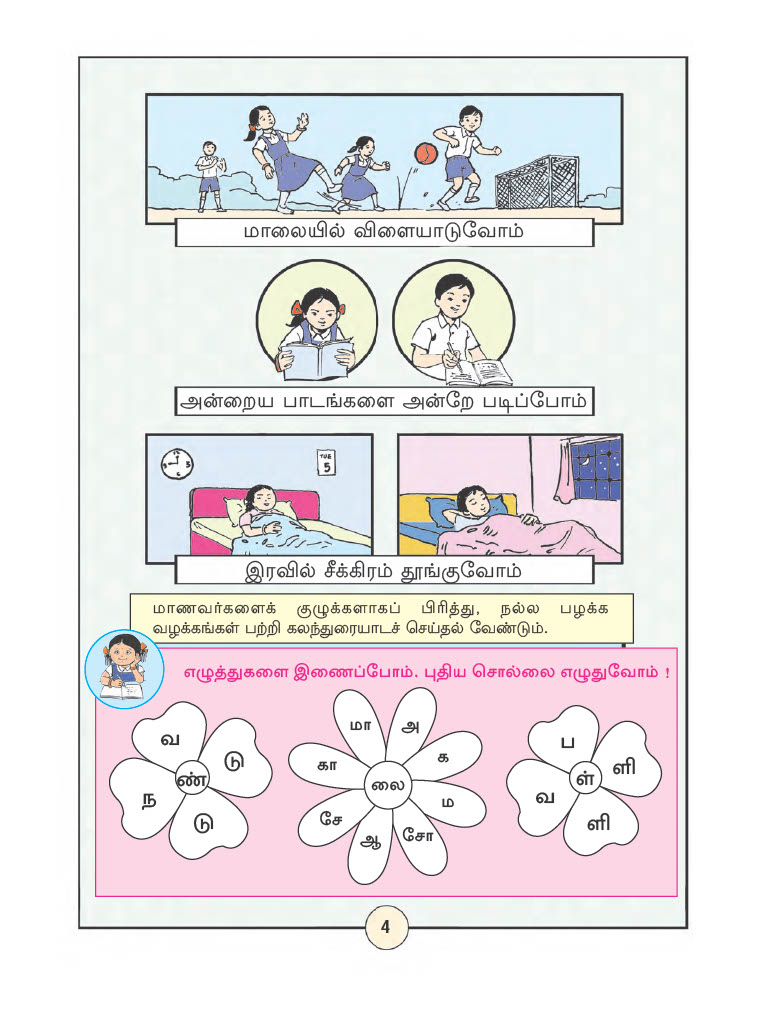 மாலையில் விளையாடுவோம்
அன்றைய பாடங்களை அன்றே படிப்போம்
TUE
5
இரவில் சீக்கிரம் தூங்குவோம்
மாணவர்களைக் குழுக்களாகப் பிரித்து, நல்ல பழக்க
வழக்கங்கள் பற்றி கலந்துரையாடச் செய்தல் வேண்டும்.
எழுத்துகளை இணைப்போம். புதிய சொல்லை எழுதுவோம் !
வ
டு
ண்
ந
டு
மா
அ
கா
க
லை
சே
ம
ஆ
சோ
ப
ளி
ள்
வ
ளி
4